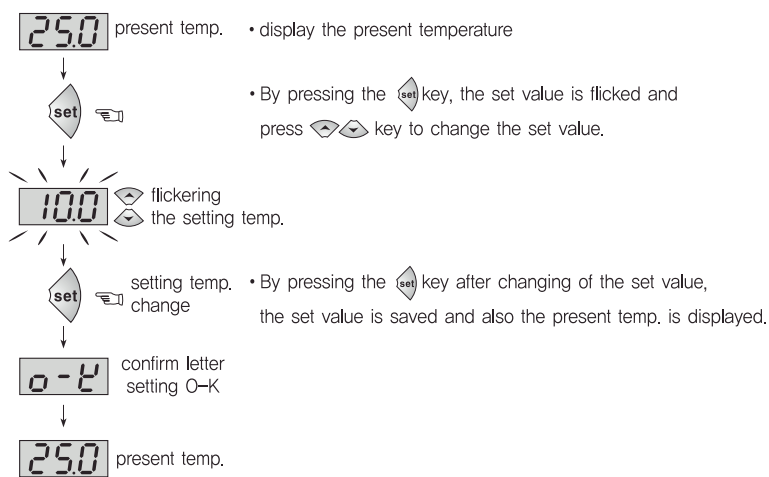 25.0 present temp. • display the present temperature
set • By pressing the set key, the set value is flicked and
press key to change the set value.
10.0 flickering
the setting temp.
set setting temp. • By pressing the set key after changing of the set value,
change
the set value is saved and also the present temp. is displayed.
confirm letter
o-K setting O-K
25.0 present temp.